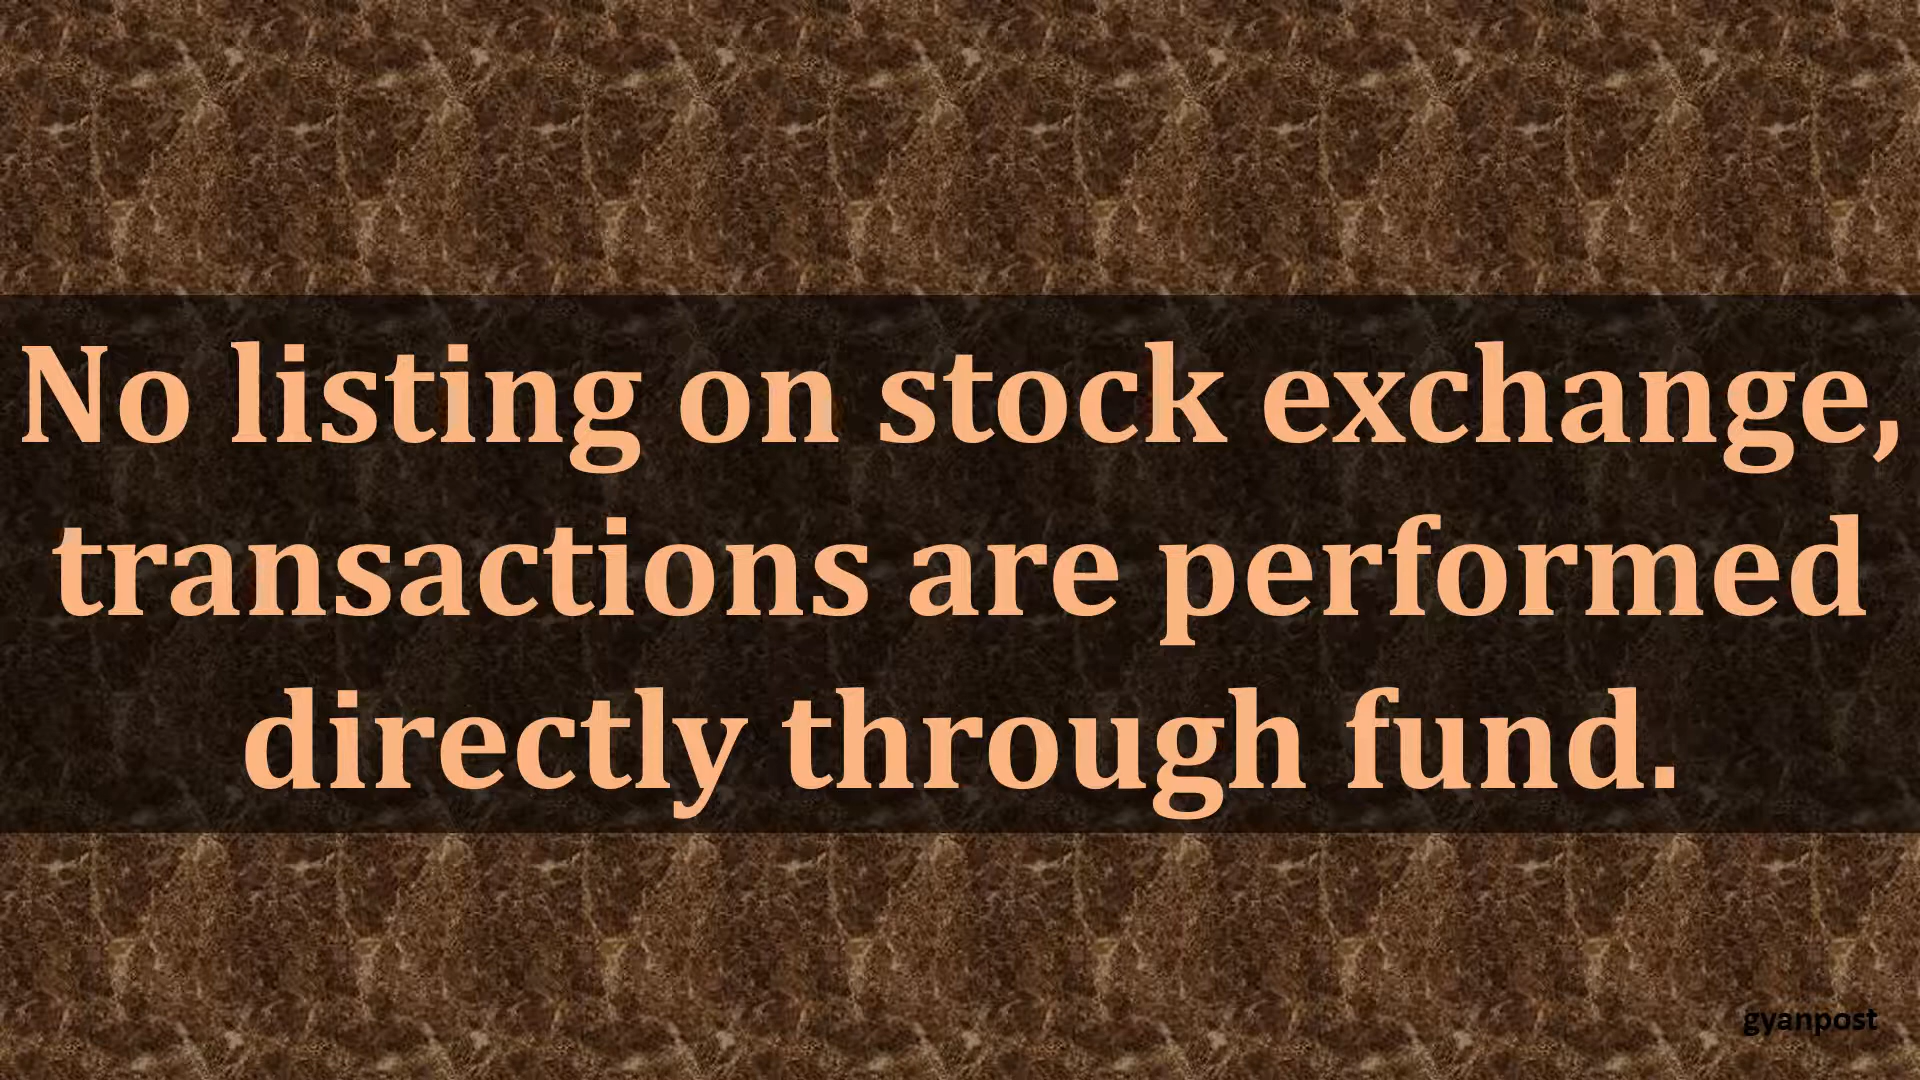 No listing on stock exchange,
transactions are performed
directly through fund.
gyanpost